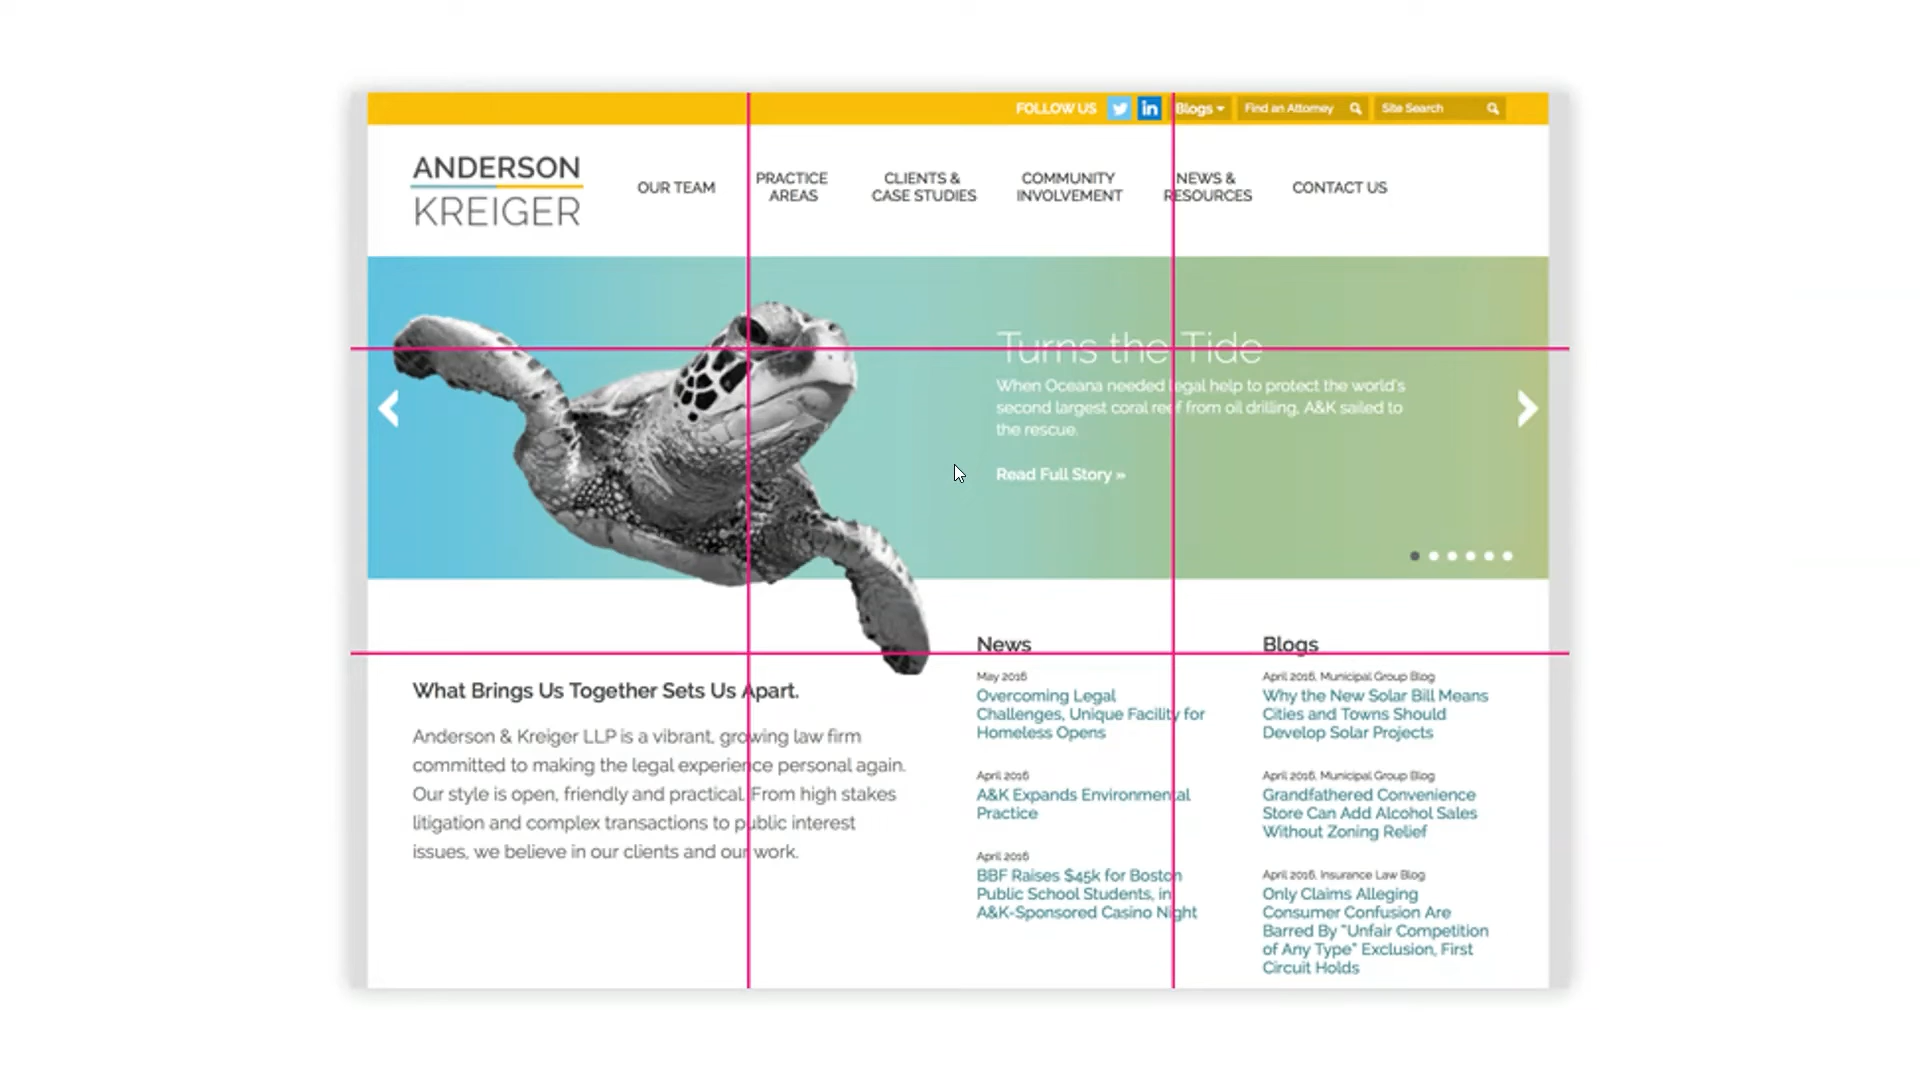 FOLLOW US
Blogs
Find an Attorney
Site Search
ANDERSON
KREIGER
OUR TEAM
PRACTICE
AREAS
CLIENTS &
CASE STUDIES
COMMUNITY
INVOLVEMENT
NEWS &
RESOURCES
CONTACT US
Turns the Tide
When Oceana needed legal help to protect the world's
second largest coral reef from oil drilling, A&K sailed to
the rescue.
Read Full Story »
What Brings Us Together Sets Us Apart.
Anderson & Kreiger LLP is a vibrant, growing law firm
committed to making the legal experience personal again.
Our style is open, friendly and practical. From high stakes
litigation and complex transactions to public interest
issues, we believe in our clients and our work.
News
May 2016
Overcoming Legal
Challenges, Unique Facility for
Homeless Opens
April 2016
A&K Expands Environmental
Practice
April 2016
BBF Raises $45k for Boston
Public School Students, in
A&K-Sponsored Casino Night
Blogs
April 2016, Municipal Group Blog
Why the New Solar Bill Means
Cities and Towns Should
Develop Solar Projects
April 2016, Municipal Group Blog
Grandfathered Convenience
Store Can Add Alcohol Sales
Without Zoning Relief
April 2016, Insurance Law Blog
Only Claims Alleging
Consumer Confusion Are
Barred By "Unfair Competition
of Any Type" Exclusion, First
Circuit Holds